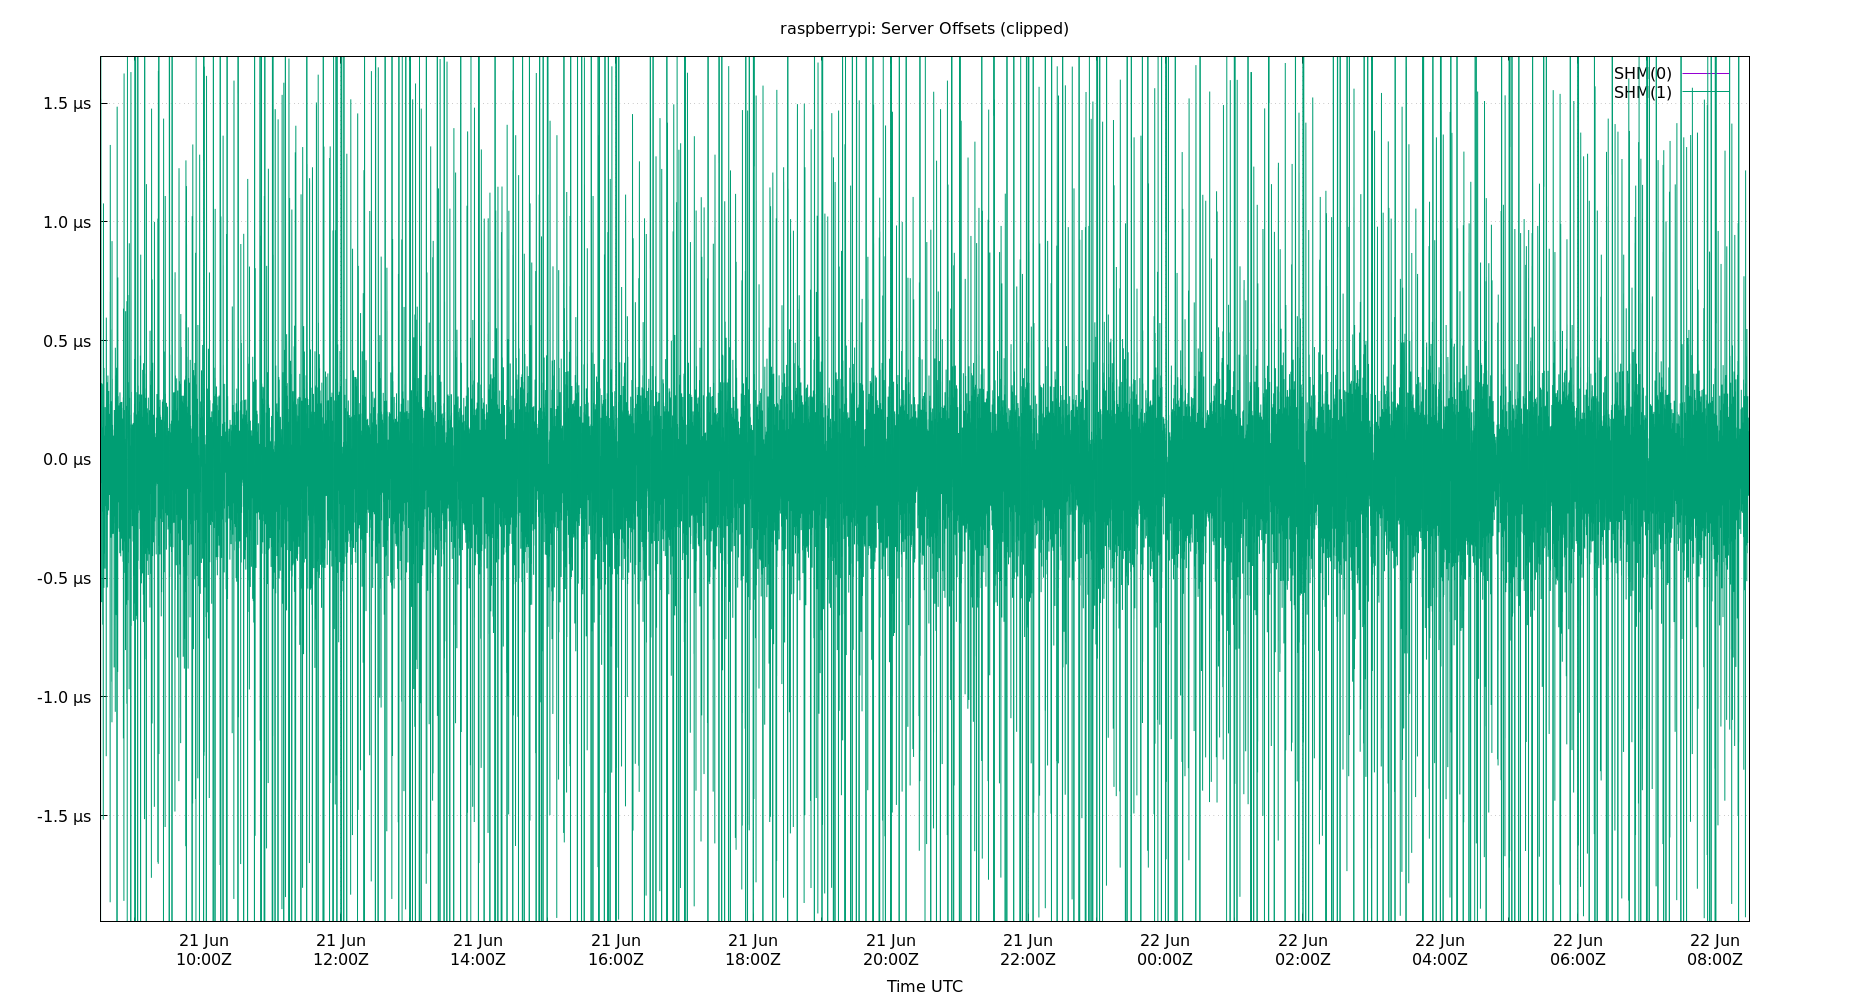 raspberrypi: Server Offsets (clipped)
SHM(0)
SHM(1)
1.5 µs
1.0 µs
0.5 µs
0.0 µs
-0.5 µs
-1.0 µs
-1.5 µs
21 Jun 21 Jun 21 Jun 21 Jun 21 Jun 21 Jun 21 Jun 22 Jun 22 Jun 22 Jun 22 Jun 22 Jun
10:00Z 12:00Z 14:00Z 16:00Z 18:00Z 20:00Z 22:00Z 00:00Z 02:00Z 04:00Z 06:00Z 08:00Z
Time UTC